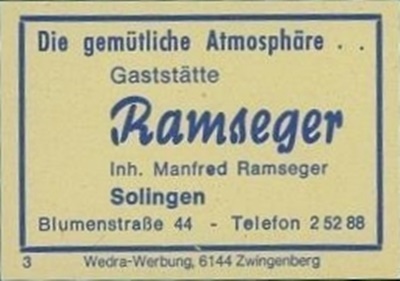 Die gemütliche Atmosphäre . .
Gaststätte
Ramseger
Inh. Manfred Ramseger
Solingen
Blumenstraße 44 - Telefon 2 52 88
3 Wedra-Werbung, 6144 Zwingenberg